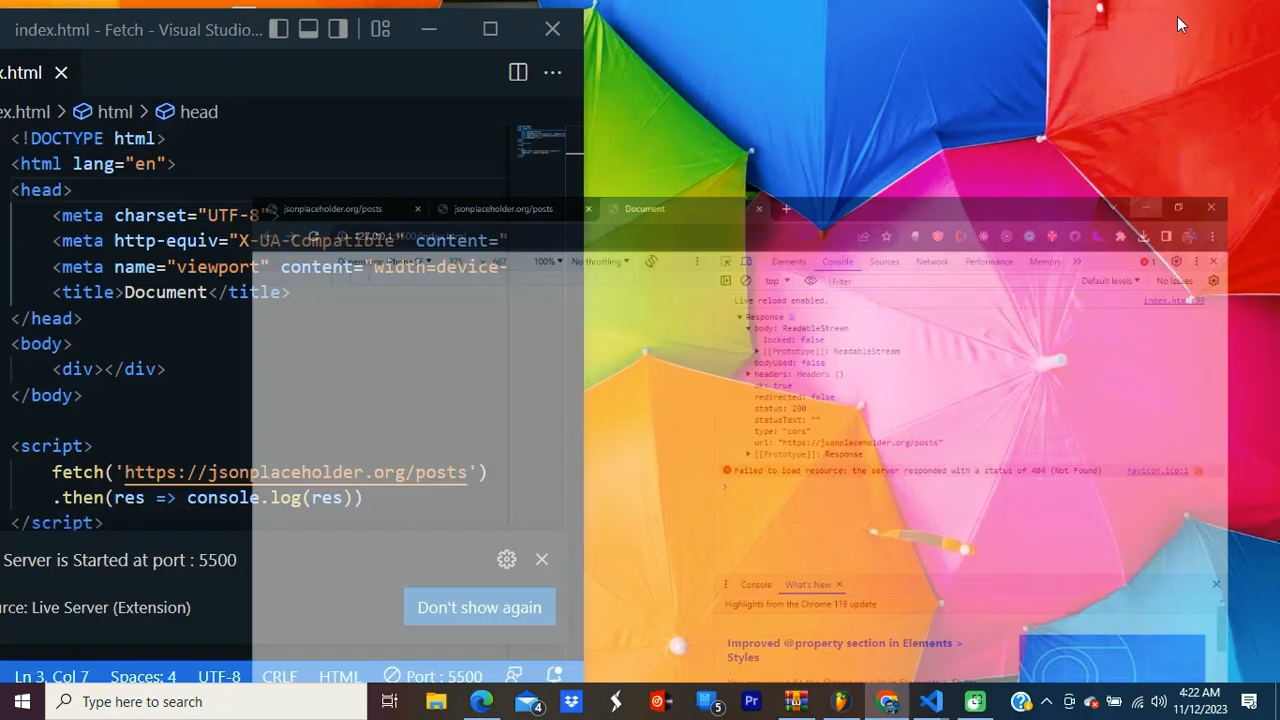 index.html - Fetch - Visual Studio...
x.html
ex.html > html > head
<!DOCTYPE html>
<html lang="en">
<head>
<meta charset="UTF-8">
<meta http-equiv="X-UA-Compatible" content="
<meta name="viewport" content="width=device-
<title>Document</title>
</head>
<body>
<div></div>
</body>
<script>
fetch('https://jsonplaceholder.org/posts')
.then(res => console.log(res))
</script>
Server is Started at port : 5500
rce: Live Server (Extension)
Don't show again
Ln 3, Col 7 Spaces: 4 UTF-8 CRLF HTML Port : 5500
jsonplaceholder.org/posts jsonplaceholder.org/posts Document
667 100% No throttling
Elements Console Sources Network Performance Memory 1
top Filter Default levels No Issues
Live reload enabled. index.html:39
Response
body: ReadableStream
locked: false
[[Prototype]]: ReadableStream
bodyUsed: false
headers: Headers {}
ok: true
redirected: false
status: 200
statusText: ""
type: "cors"
url: "https://jsonplaceholder.org/posts"
[[Prototype]]: Response
Failed to load resource: the server responded with a status of 404 (Not Found) favicon.ico:1
Console What's New
Highlights from the Chrome 119 update
Improved @property section in Elements >
Styles
Type here to search
4
5
Pr
4:22 AM
11/12/2023